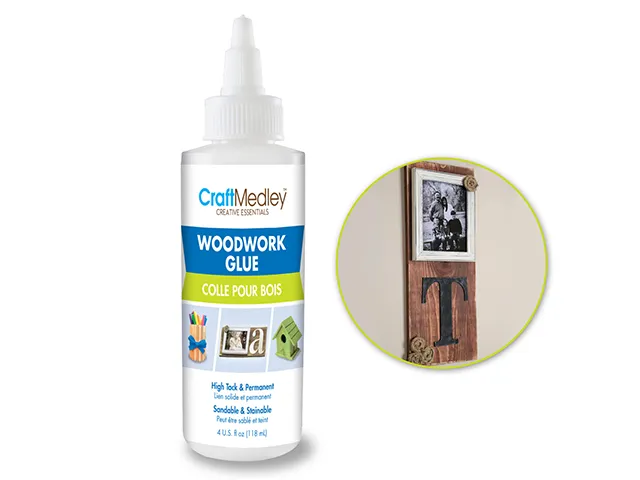 CraftMedley™
CREATIVE ESSENTIALS
WOODWORK
GLUE
COLLE POUR BOIS
a
High Tack & Permanent
Lien solide et permanent
Sandable & Stainable
Peut être sablé et teint
4 U.S. fl oz (118 mL)
T